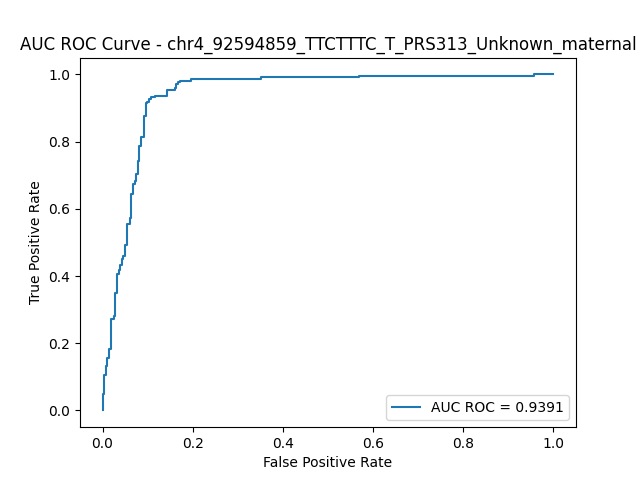 AUC ROC Curve - chr4_92594859_TTCTTTC_T_PRS313_Unknown_maternal
1.0
0.8
0.6
0.4
0.2
0.0
True Positive Rate
AUC ROC = 0.9391
0.0 0.2 0.4 0.6 0.8 1.0
False Positive Rate